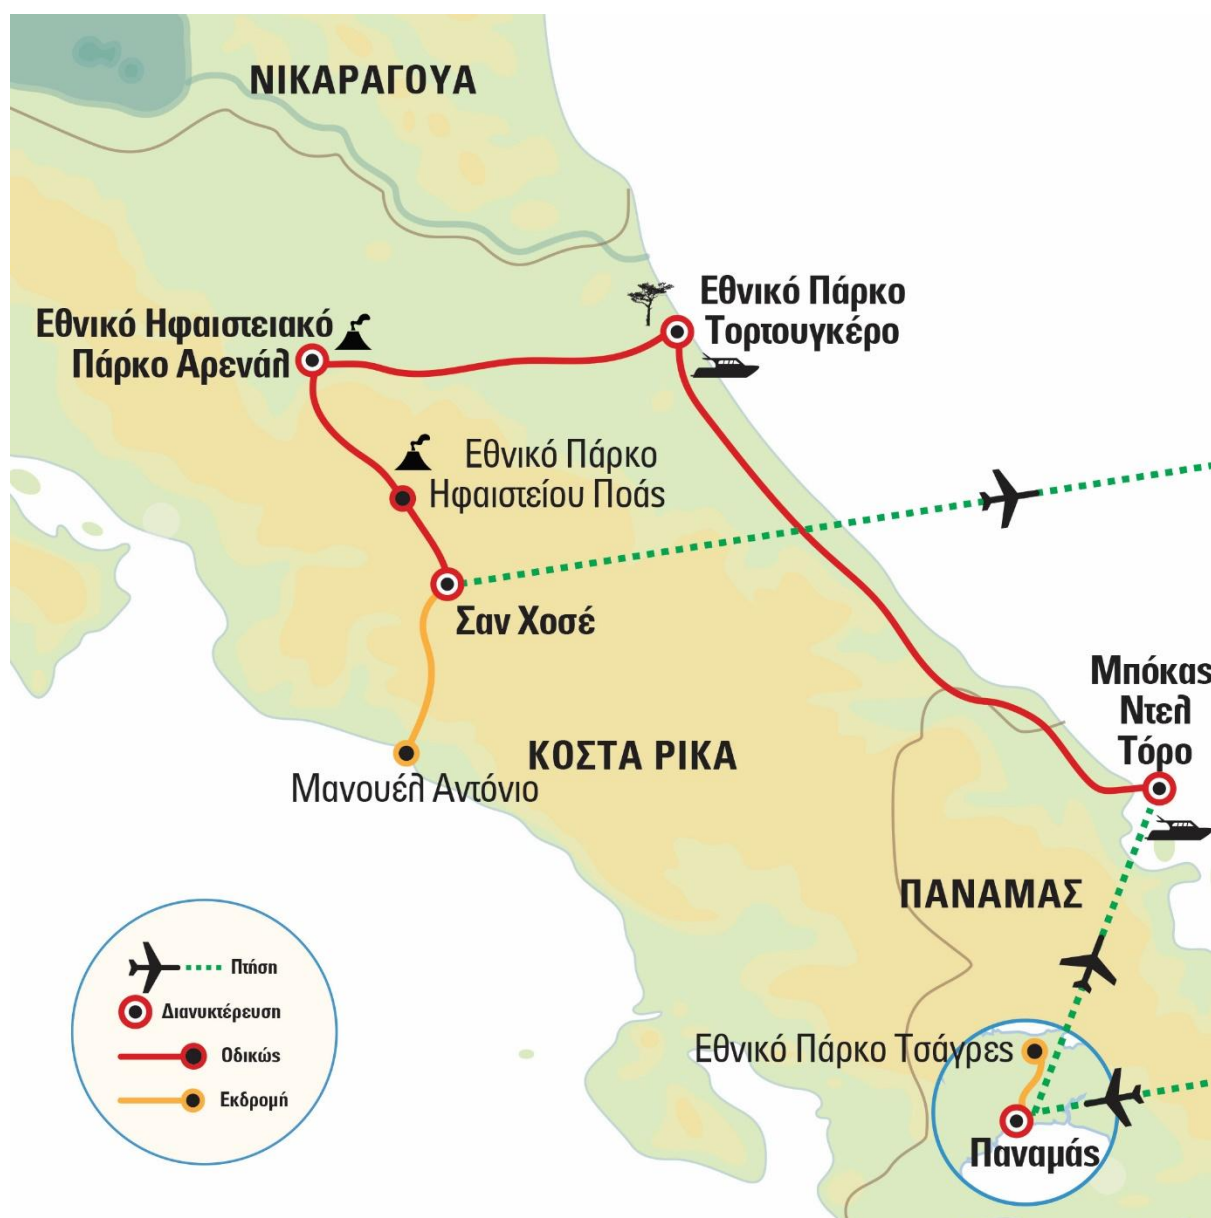 ΝΙΚΑΡΑΓΟΥΑ
Εθνικό Πάρκο
Τορτουγκέρο
Εθνικό Ηφαιστειακό
Πάρκο Αρενάλ
Εθνικό Πάρκο
Ηφαιστείου Ποάς
Σαν Χοσέ
Μπόκας
Ντελ
Τόρο
ΚΟΣΤΑ ΡΙΚΑ
Μανουέλ Αντόνιο
ΠΑΝΑΜΑΣ
Πτήση
Διανυκτέρευση
Οδικώς
Εκδρομή
Εθνικό Πάρκο Τσάγρες
Παναμάς